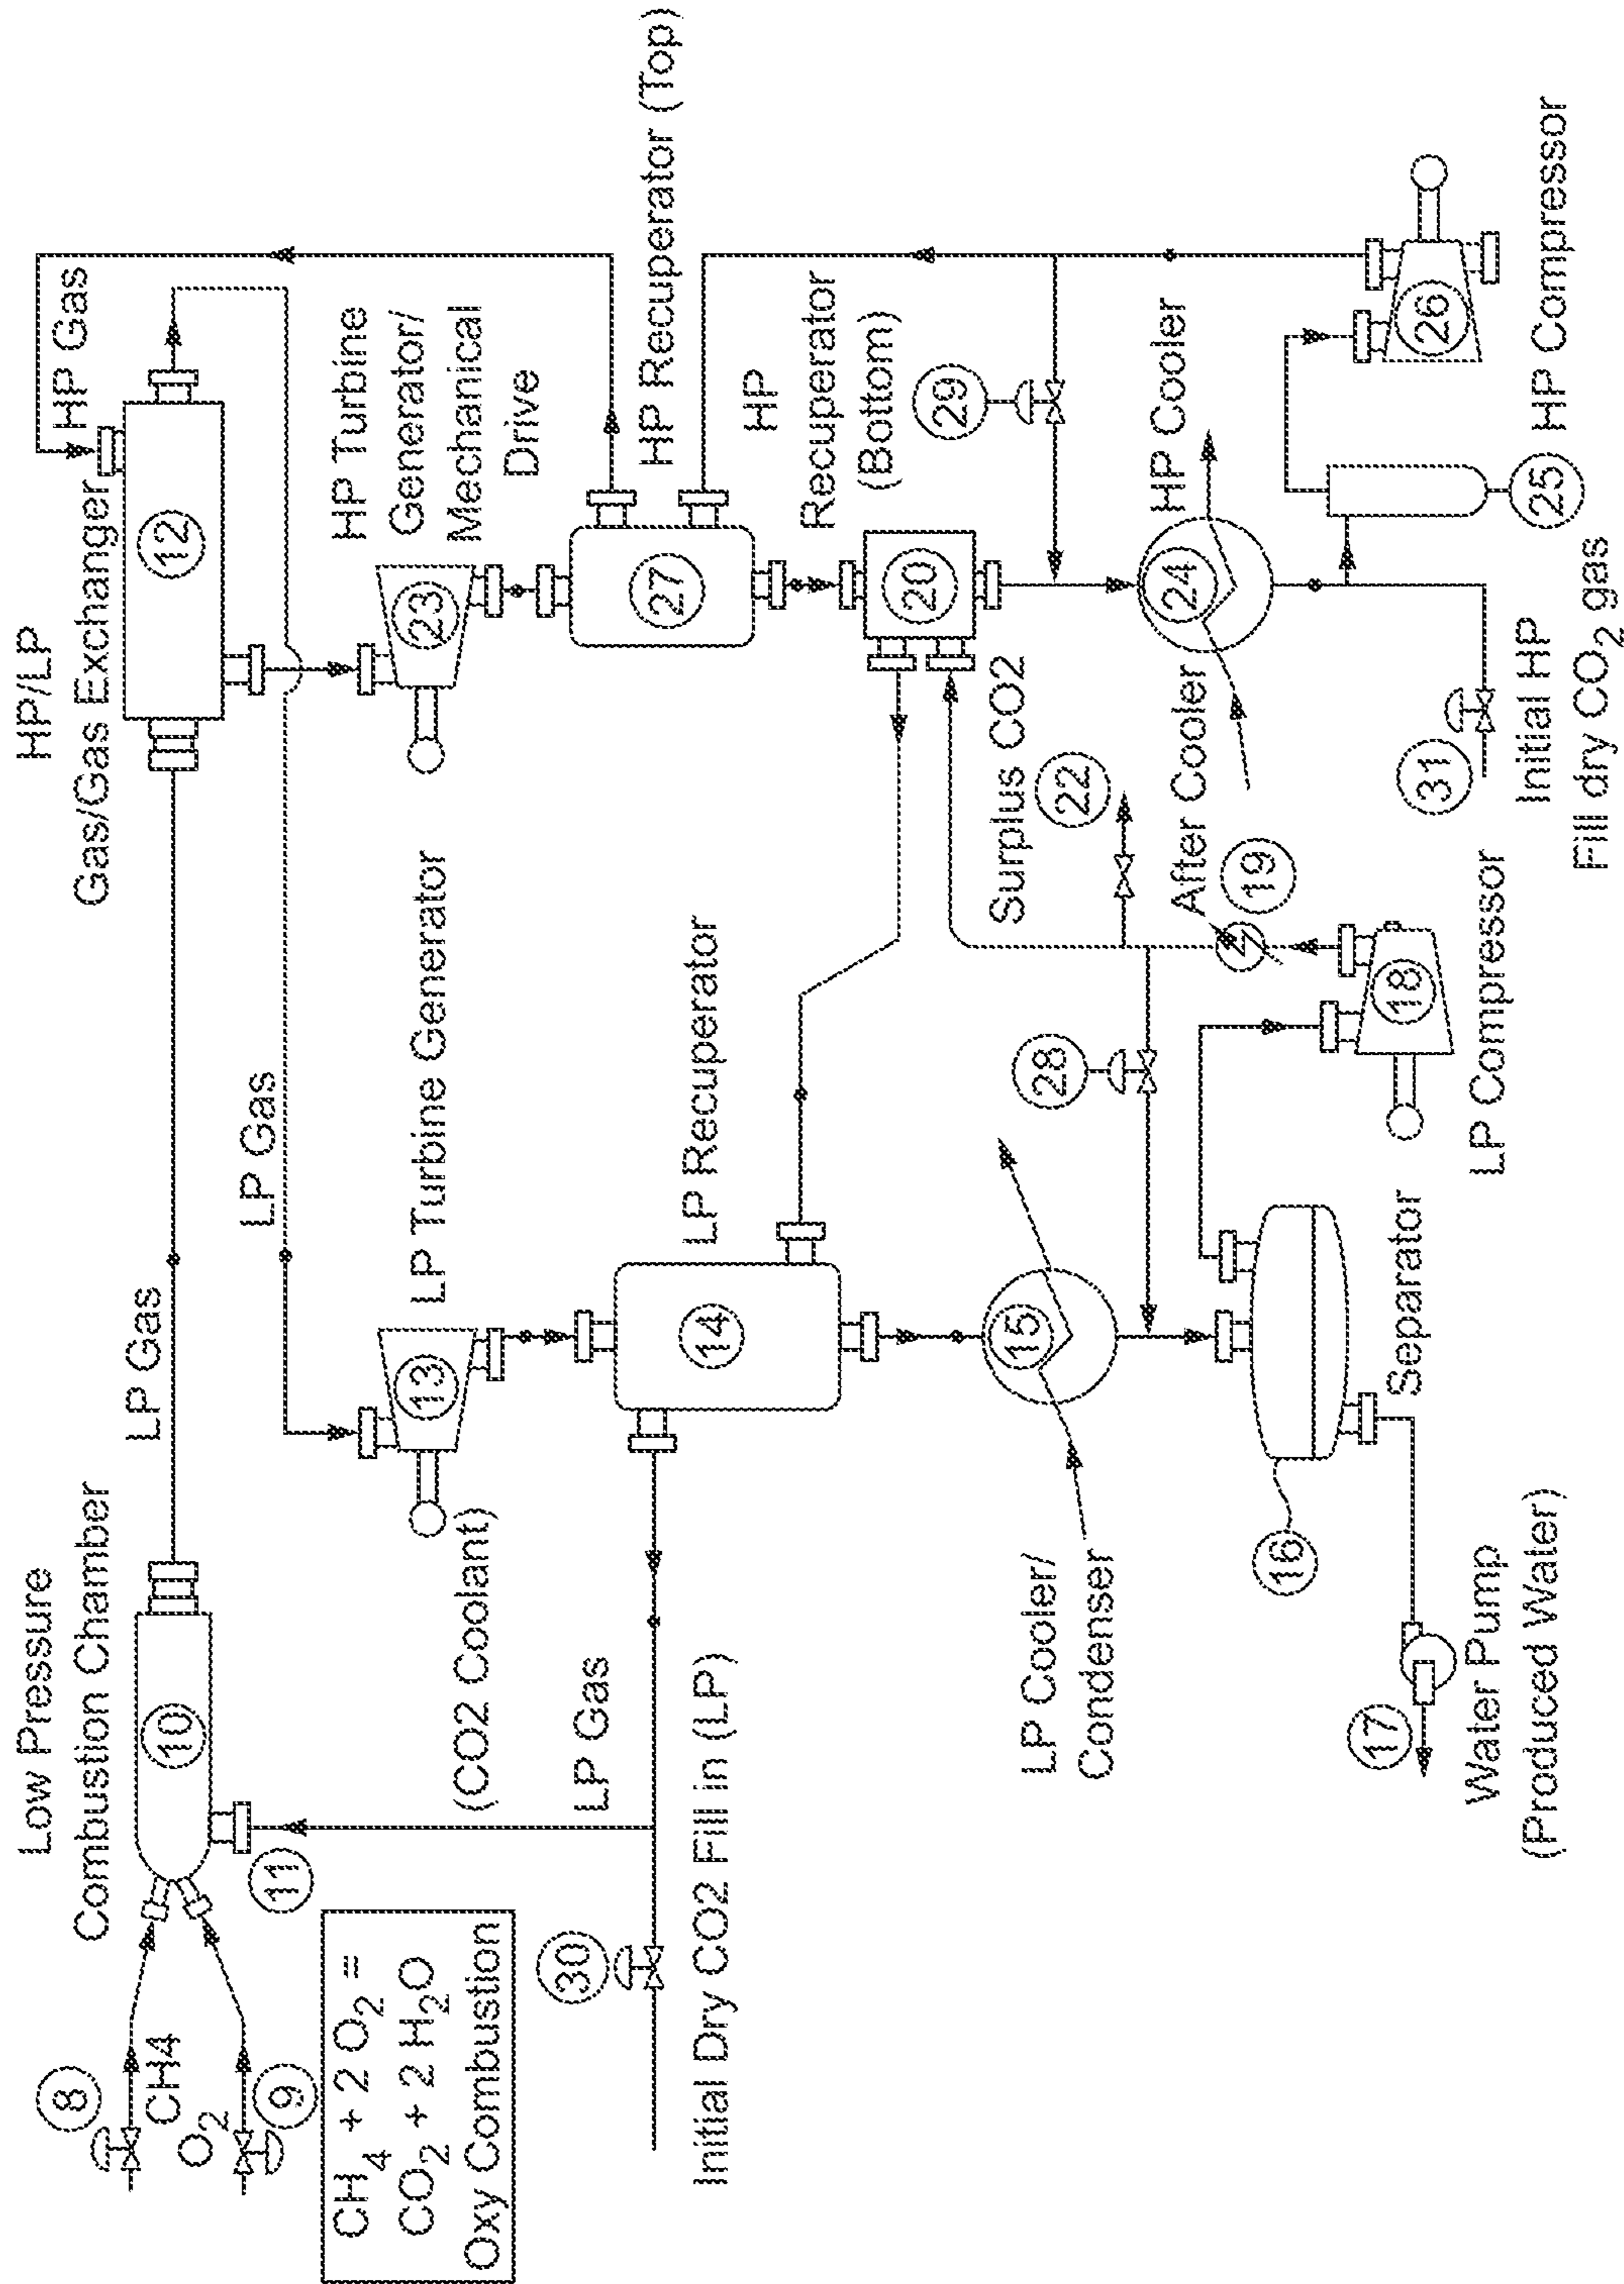 Low Pressure
Combustion Chamber
8
CH4
O2
9
10
11
CH4 + 2 O2 =
CO2 + 2 H2O
Oxy Combustion
LP Gas
HP/LP
Gas/Gas Exchanger
12
HP Gas
LP Gas
LP Turbine Generator
13
(CO2 Coolant)
HP Turbine
Generator/
Mechanical
Drive
23
LP Gas
30
Initial Dry CO2 Fill in (LP)
14
LP Recuperator
27
HP Recuperator (Top)
HP
Recuperator
(Bottom)
20
29
LP Cooler/
Condenser
15
28
Surplus CO2
22
After Cooler
19
24
HP Cooler
16
Separator
17
Water Pump
(Produced Water)
18
LP Compressor
31
Initial HP
Fill dry CO2 gas
25
26
HP Compressor